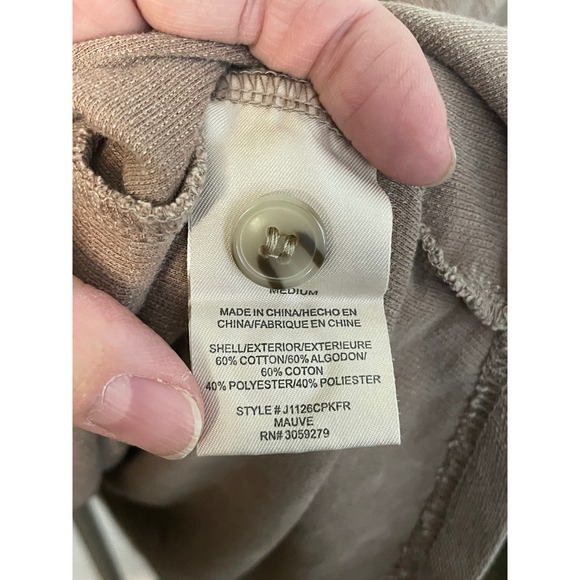 MEDIUM
MADE IN CHINA/HECHO EN
CHINA/FABRIQUE EN CHINE
SHELL/EXTERIOR/EXTERIEURE
60% COTTON/60% ALGODON/
60% COTON
40% POLYESTER/40% POLIESTER
STYLE # J1126CPKFR
MAUVE
RN# 3059279